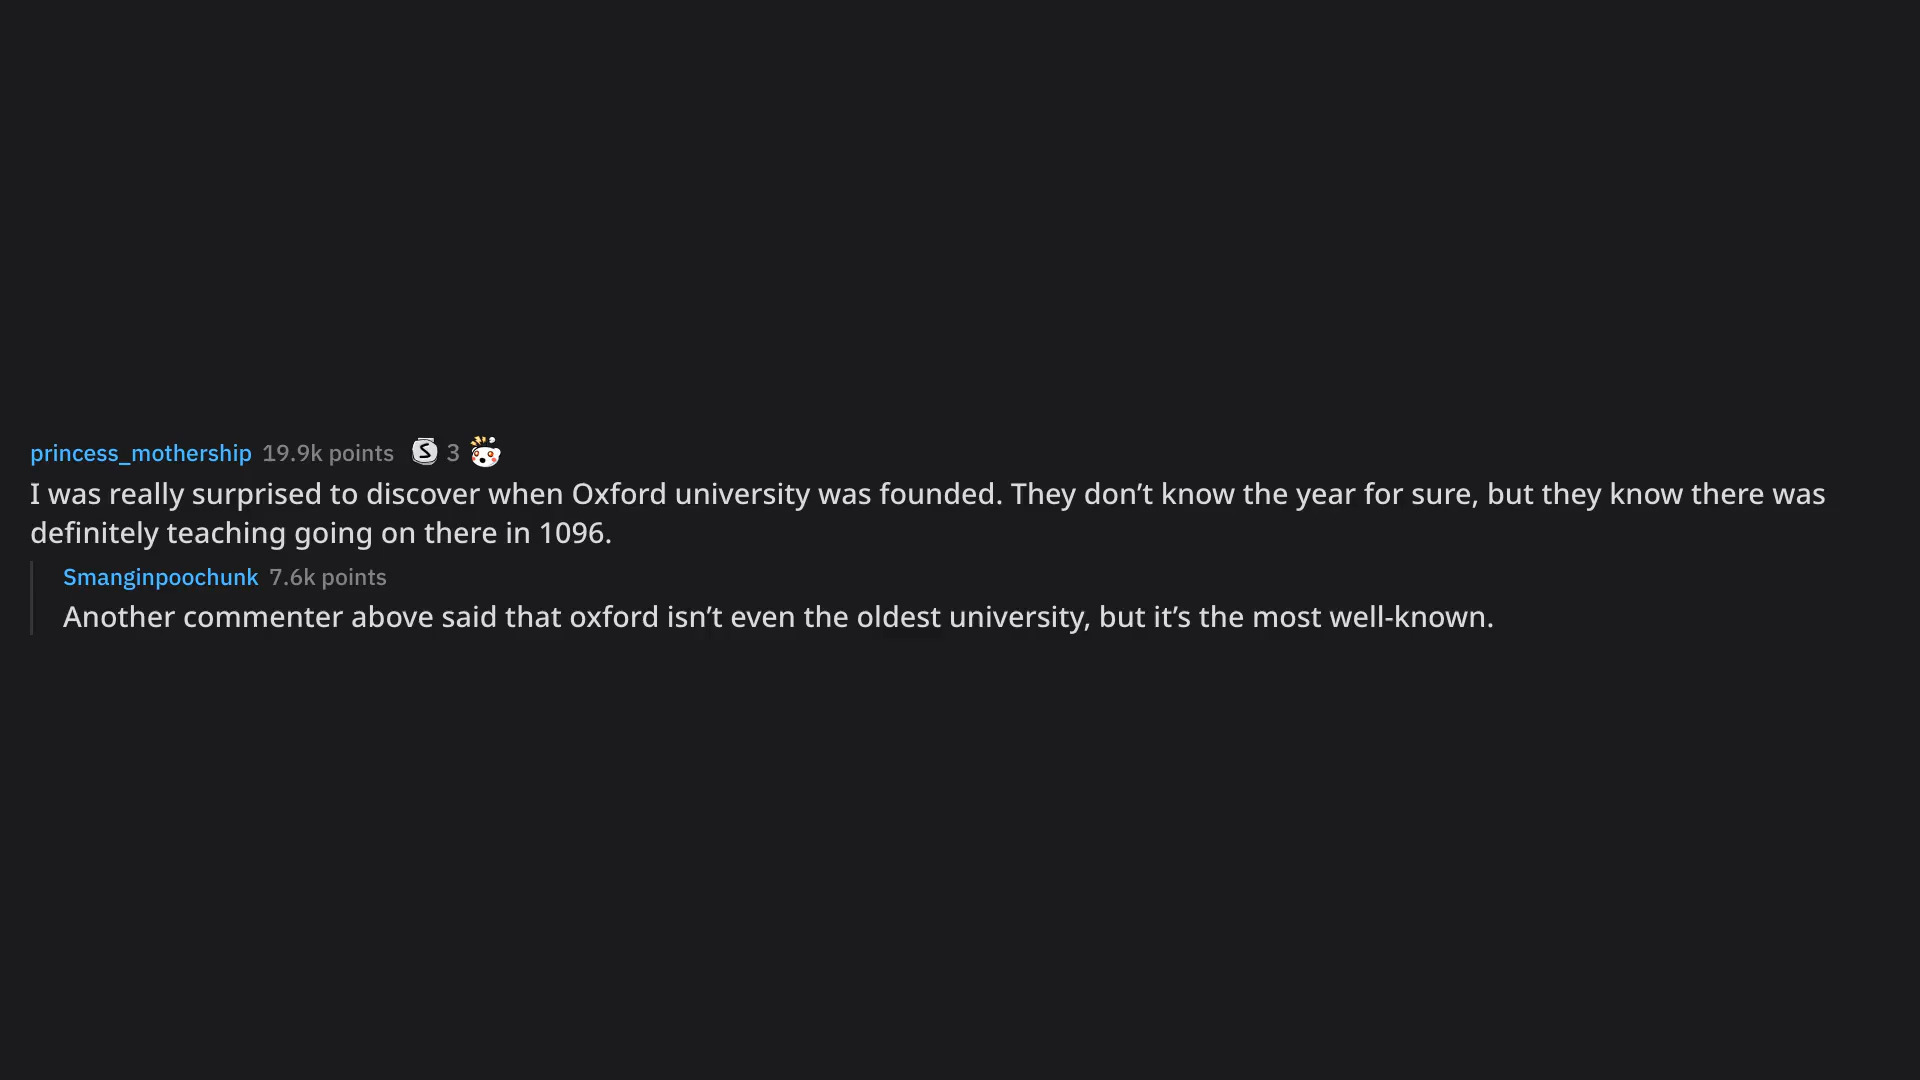 princess_mothership 19.9k points 3
I was really surprised to discover when Oxford university was founded. They don’t know the year for sure, but they know there was
definitely teaching going on there in 1096.
Smanginpoochunk 7.6k points
Another commenter above said that oxford isn’t even the oldest university, but it’s the most well-known.